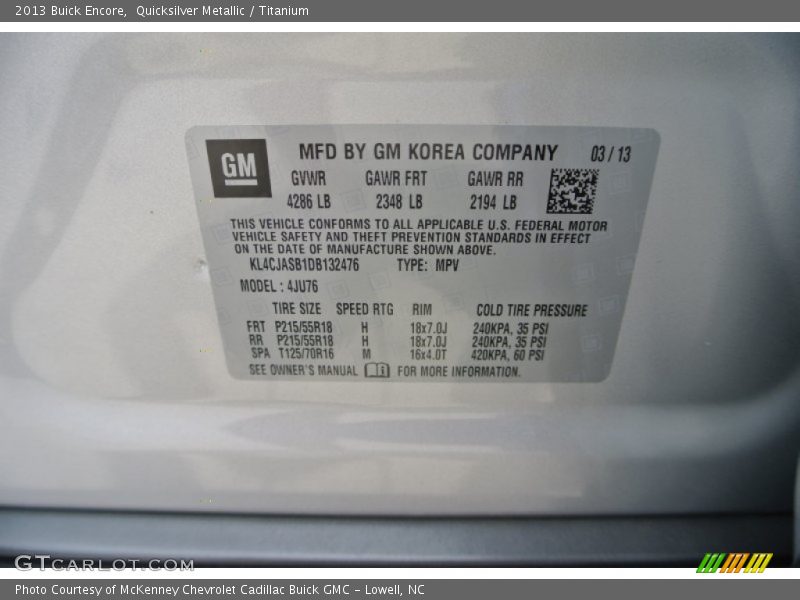 2013 Buick Encore,  Quicksilver Metallic / Titanium
GM MFD BY GM KOREA COMPANY 03 / 13
GVWR GAWR FRT GAWR RR
4286 LB 2348 LB 2194 LB
THIS VEHICLE CONFORMS TO ALL APPLICABLE U.S. FEDERAL MOTOR
VEHICLE SAFETY AND THEFT PREVENTION STANDARDS IN EFFECT
ON THE DATE OF MANUFACTURE SHOWN ABOVE.
KL4CJASB1DB132476 TYPE: MPV
MODEL : 4JU76
TIRE SIZE SPEED RTG RIM COLD TIRE PRESSURE
FRT P215/55R18 H 18x7.0J 240KPA, 35 PSI
RR P215/55R18 H 18x7.0J 240KPA, 35 PSI
SPA T125/70R16 M 16x4.0T 420KPA, 60 PSI
SEE OWNER'S MANUAL FOR MORE INFORMATION.
GTCARLOT.COM
Photo Courtesy of McKenney Chevrolet Cadillac Buick GMC - Lowell, NC